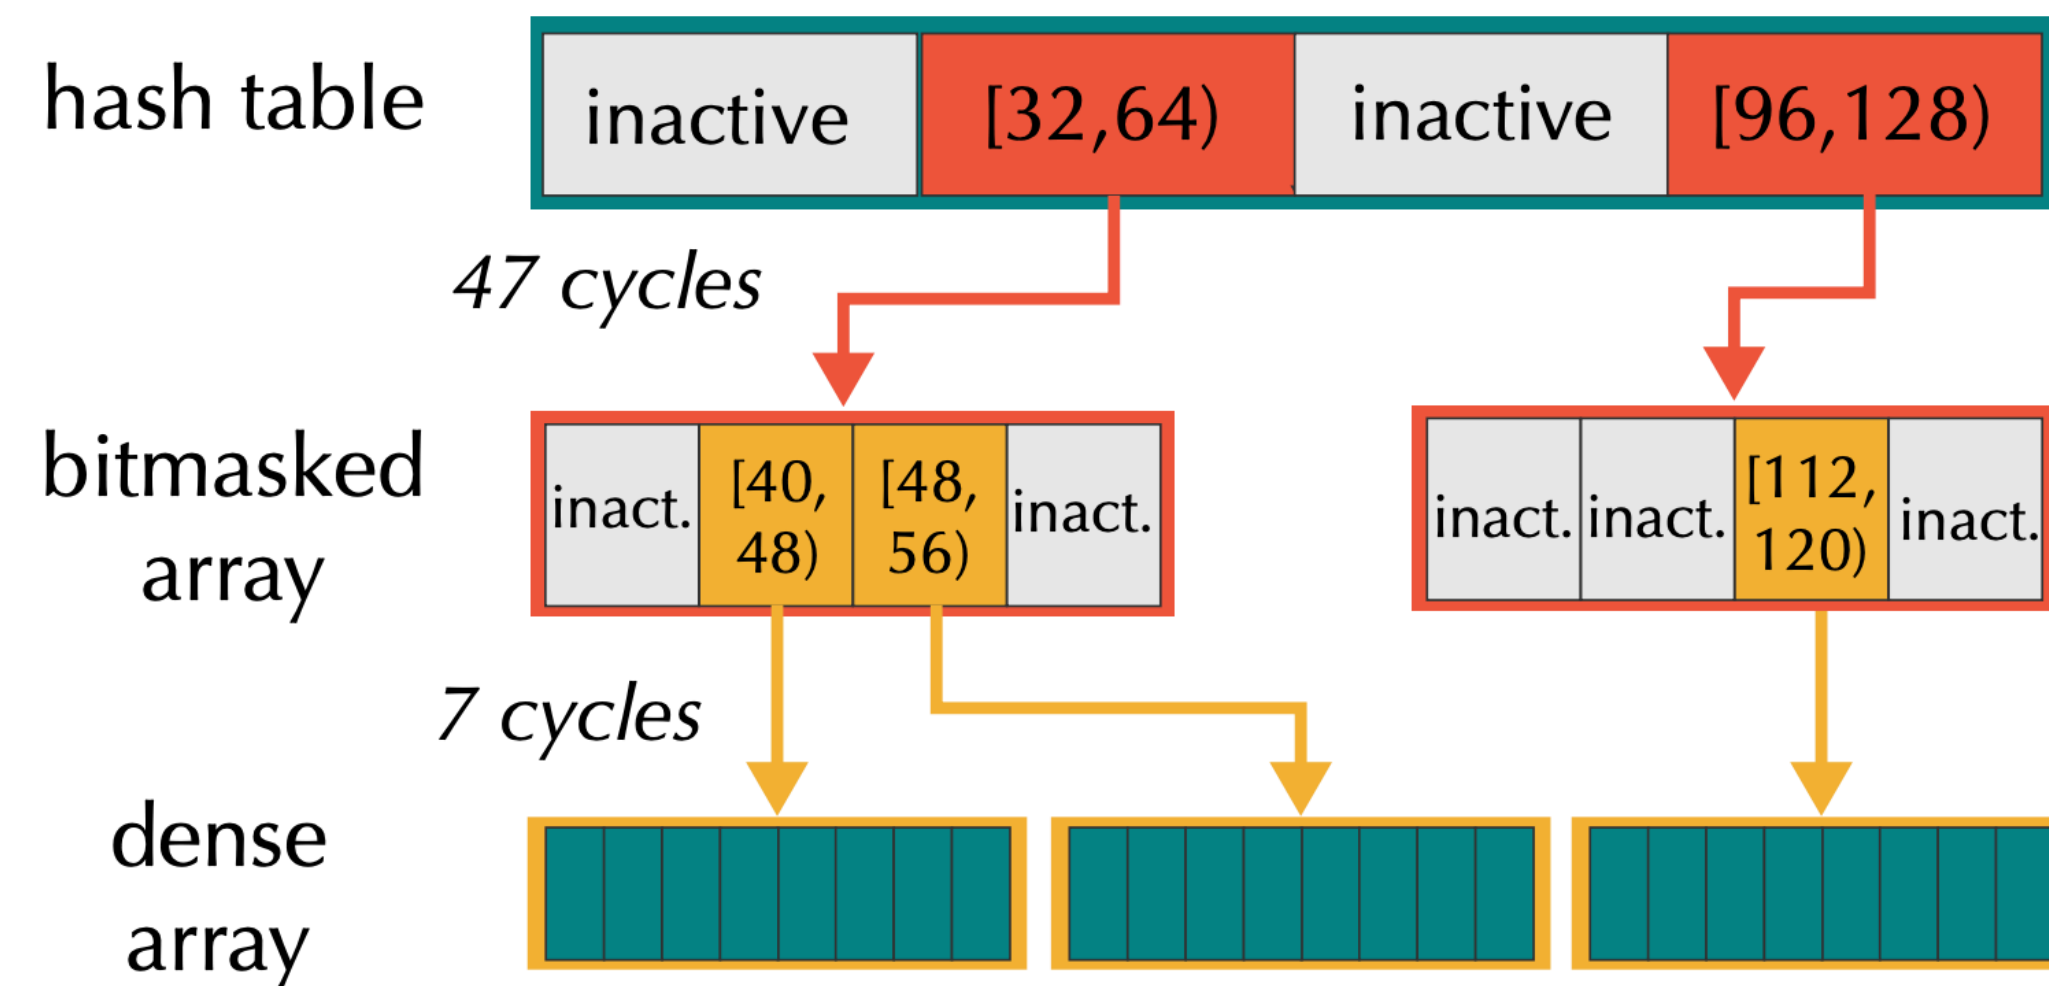 hash table
inactive
[32,64)
inactive
[96,128)
47 cycles
bitmasked
array
inact.
[40,
48)
[48,
56)
inact.
inact.
inact.
[112,
120)
inact.
7 cycles
dense
array